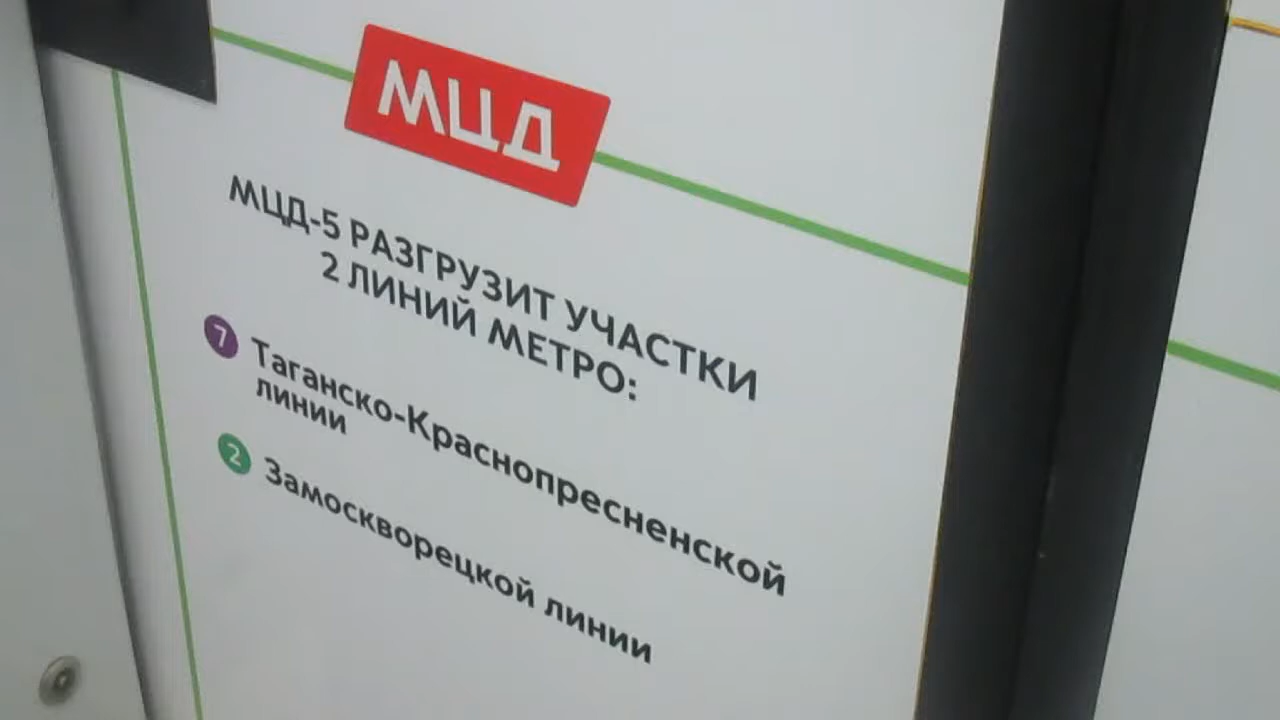 МЦД
МЦД-5 РАЗГРУЗИТ УЧАСТКИ
2 ЛИНИЙ МЕТРО:
7 Таганско-Краснопресненской
линии
2 Замоскворецкой линии